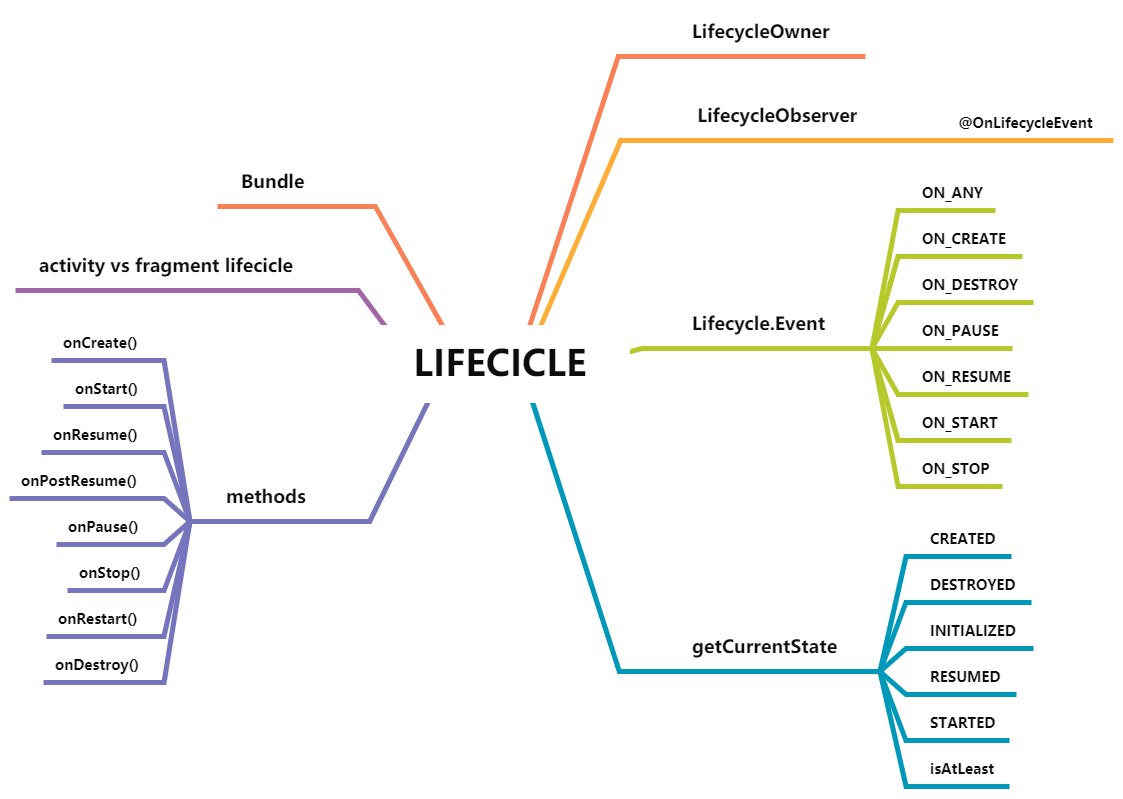 LIFECICLE
LifecycleOwner
LifecycleObserver
@OnLifecycleEvent
Lifecycle.Event
ON_ANY
ON_CREATE
ON_DESTROY
ON_PAUSE
ON_RESUME
ON_START
ON_STOP
getCurrentState
CREATED
DESTROYED
INITIALIZED
RESUMED
STARTED
isAtLeast
Bundle
activity vs fragment lifecicle
methods
onCreate()
onStart()
onResume()
onPostResume()
onPause()
onStop()
onRestart()
onDestroy()